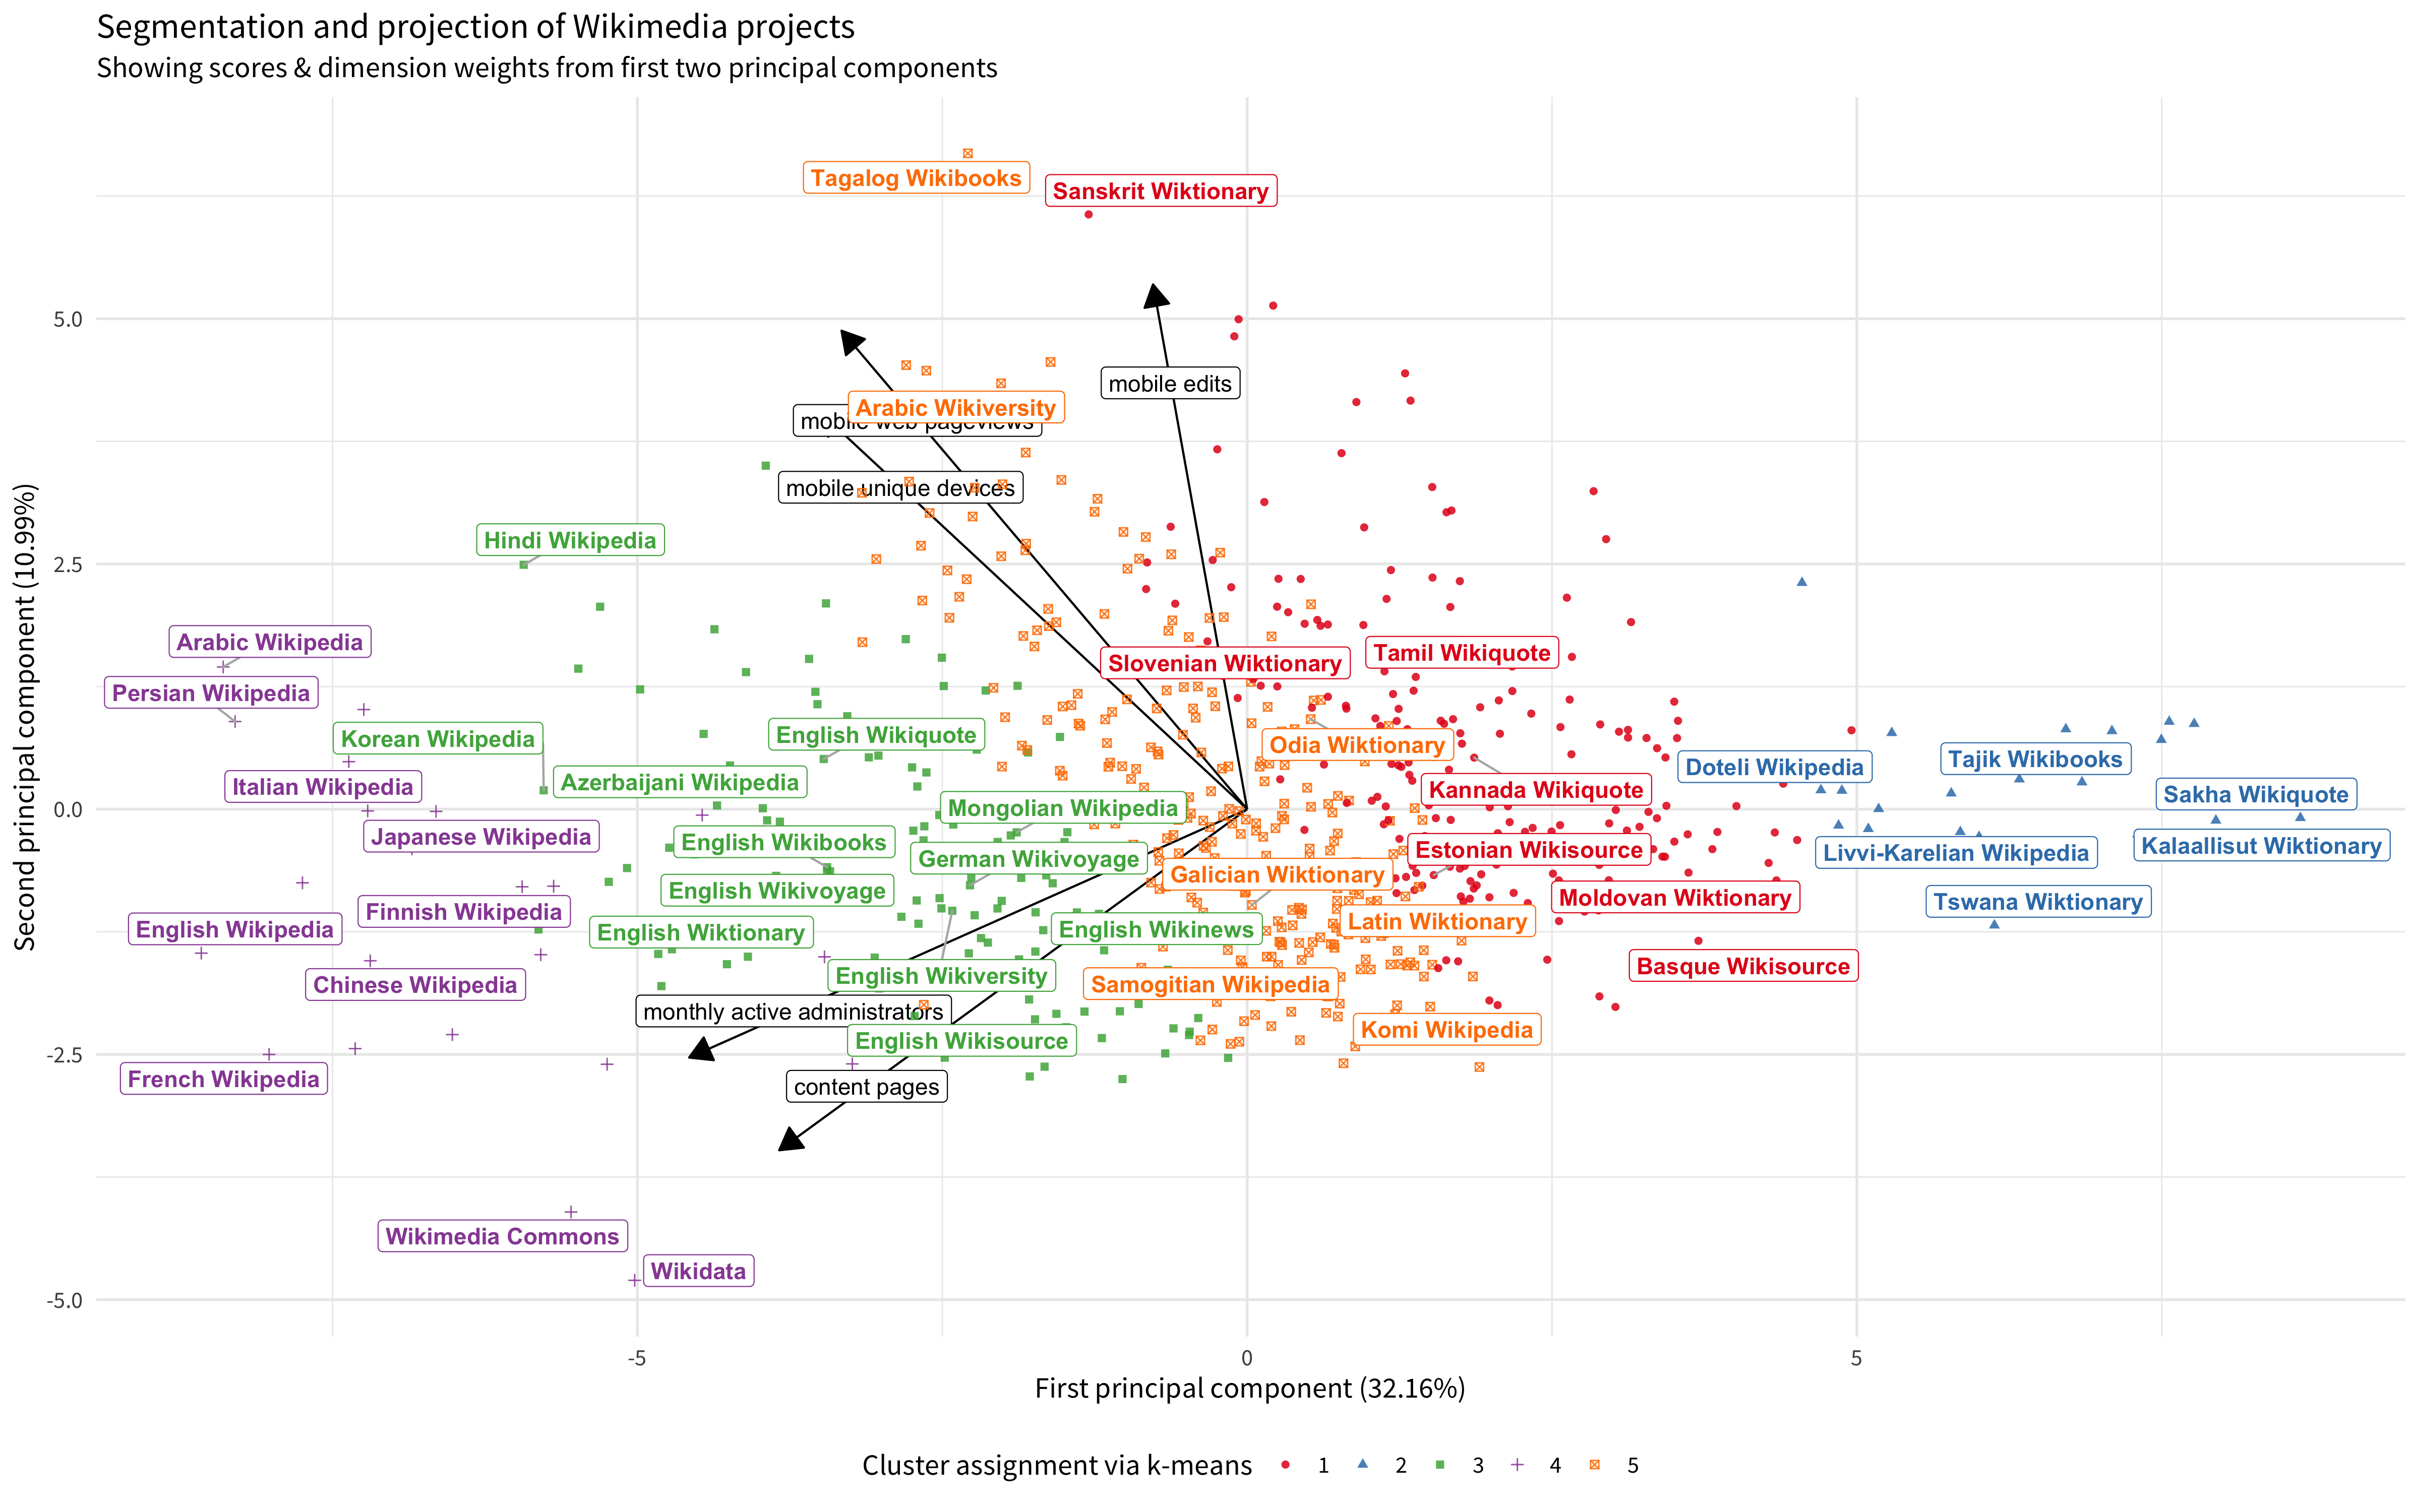 Segmentation and projection of Wikimedia projects
Showing scores & dimension weights from first two principal components
Tagalog Wikibooks
Sanskrit Wiktionary
5.0
mobile edits
Arabic Wikiversity
mobile web pageviews
mobile unique devices
Hindi Wikipedia
2.5
Arabic Wikipedia
Slovenian Wiktionary
Tamil Wikiquote
Persian Wikipedia
Korean Wikipedia
English Wikiquote
Odia Wiktionary
Doteli Wikipedia
Tajik Wikibooks
Italian Wikipedia
Azerbaijani Wikipedia
Kannada Wikiquote
Sakha Wikiquote
0.0
Mongolian Wikipedia
Japanese Wikipedia
English Wikibooks
German Wikivoyage
Estonian Wikisource
Livvi-Karelian Wikipedia
Kalaallisut Wiktionary
Galician Wiktionary
English Wikivoyage
Moldovan Wiktionary
Tswana Wiktionary
Finnish Wikipedia
Latin Wiktionary
English Wikipedia
English Wiktionary
English Wikinews
Basque Wikisource
English Wikiversity
Chinese Wikipedia
Samogitian Wikipedia
monthly active administrators
Komi Wikipedia
English Wikisource
-2.5
French Wikipedia
content pages
Wikimedia Commons
Wikidata
-5.0
Second principal component (10.99%)
-5
0
5
First principal component (32.16%)
Cluster assignment via k-means 1 2 3 4 5